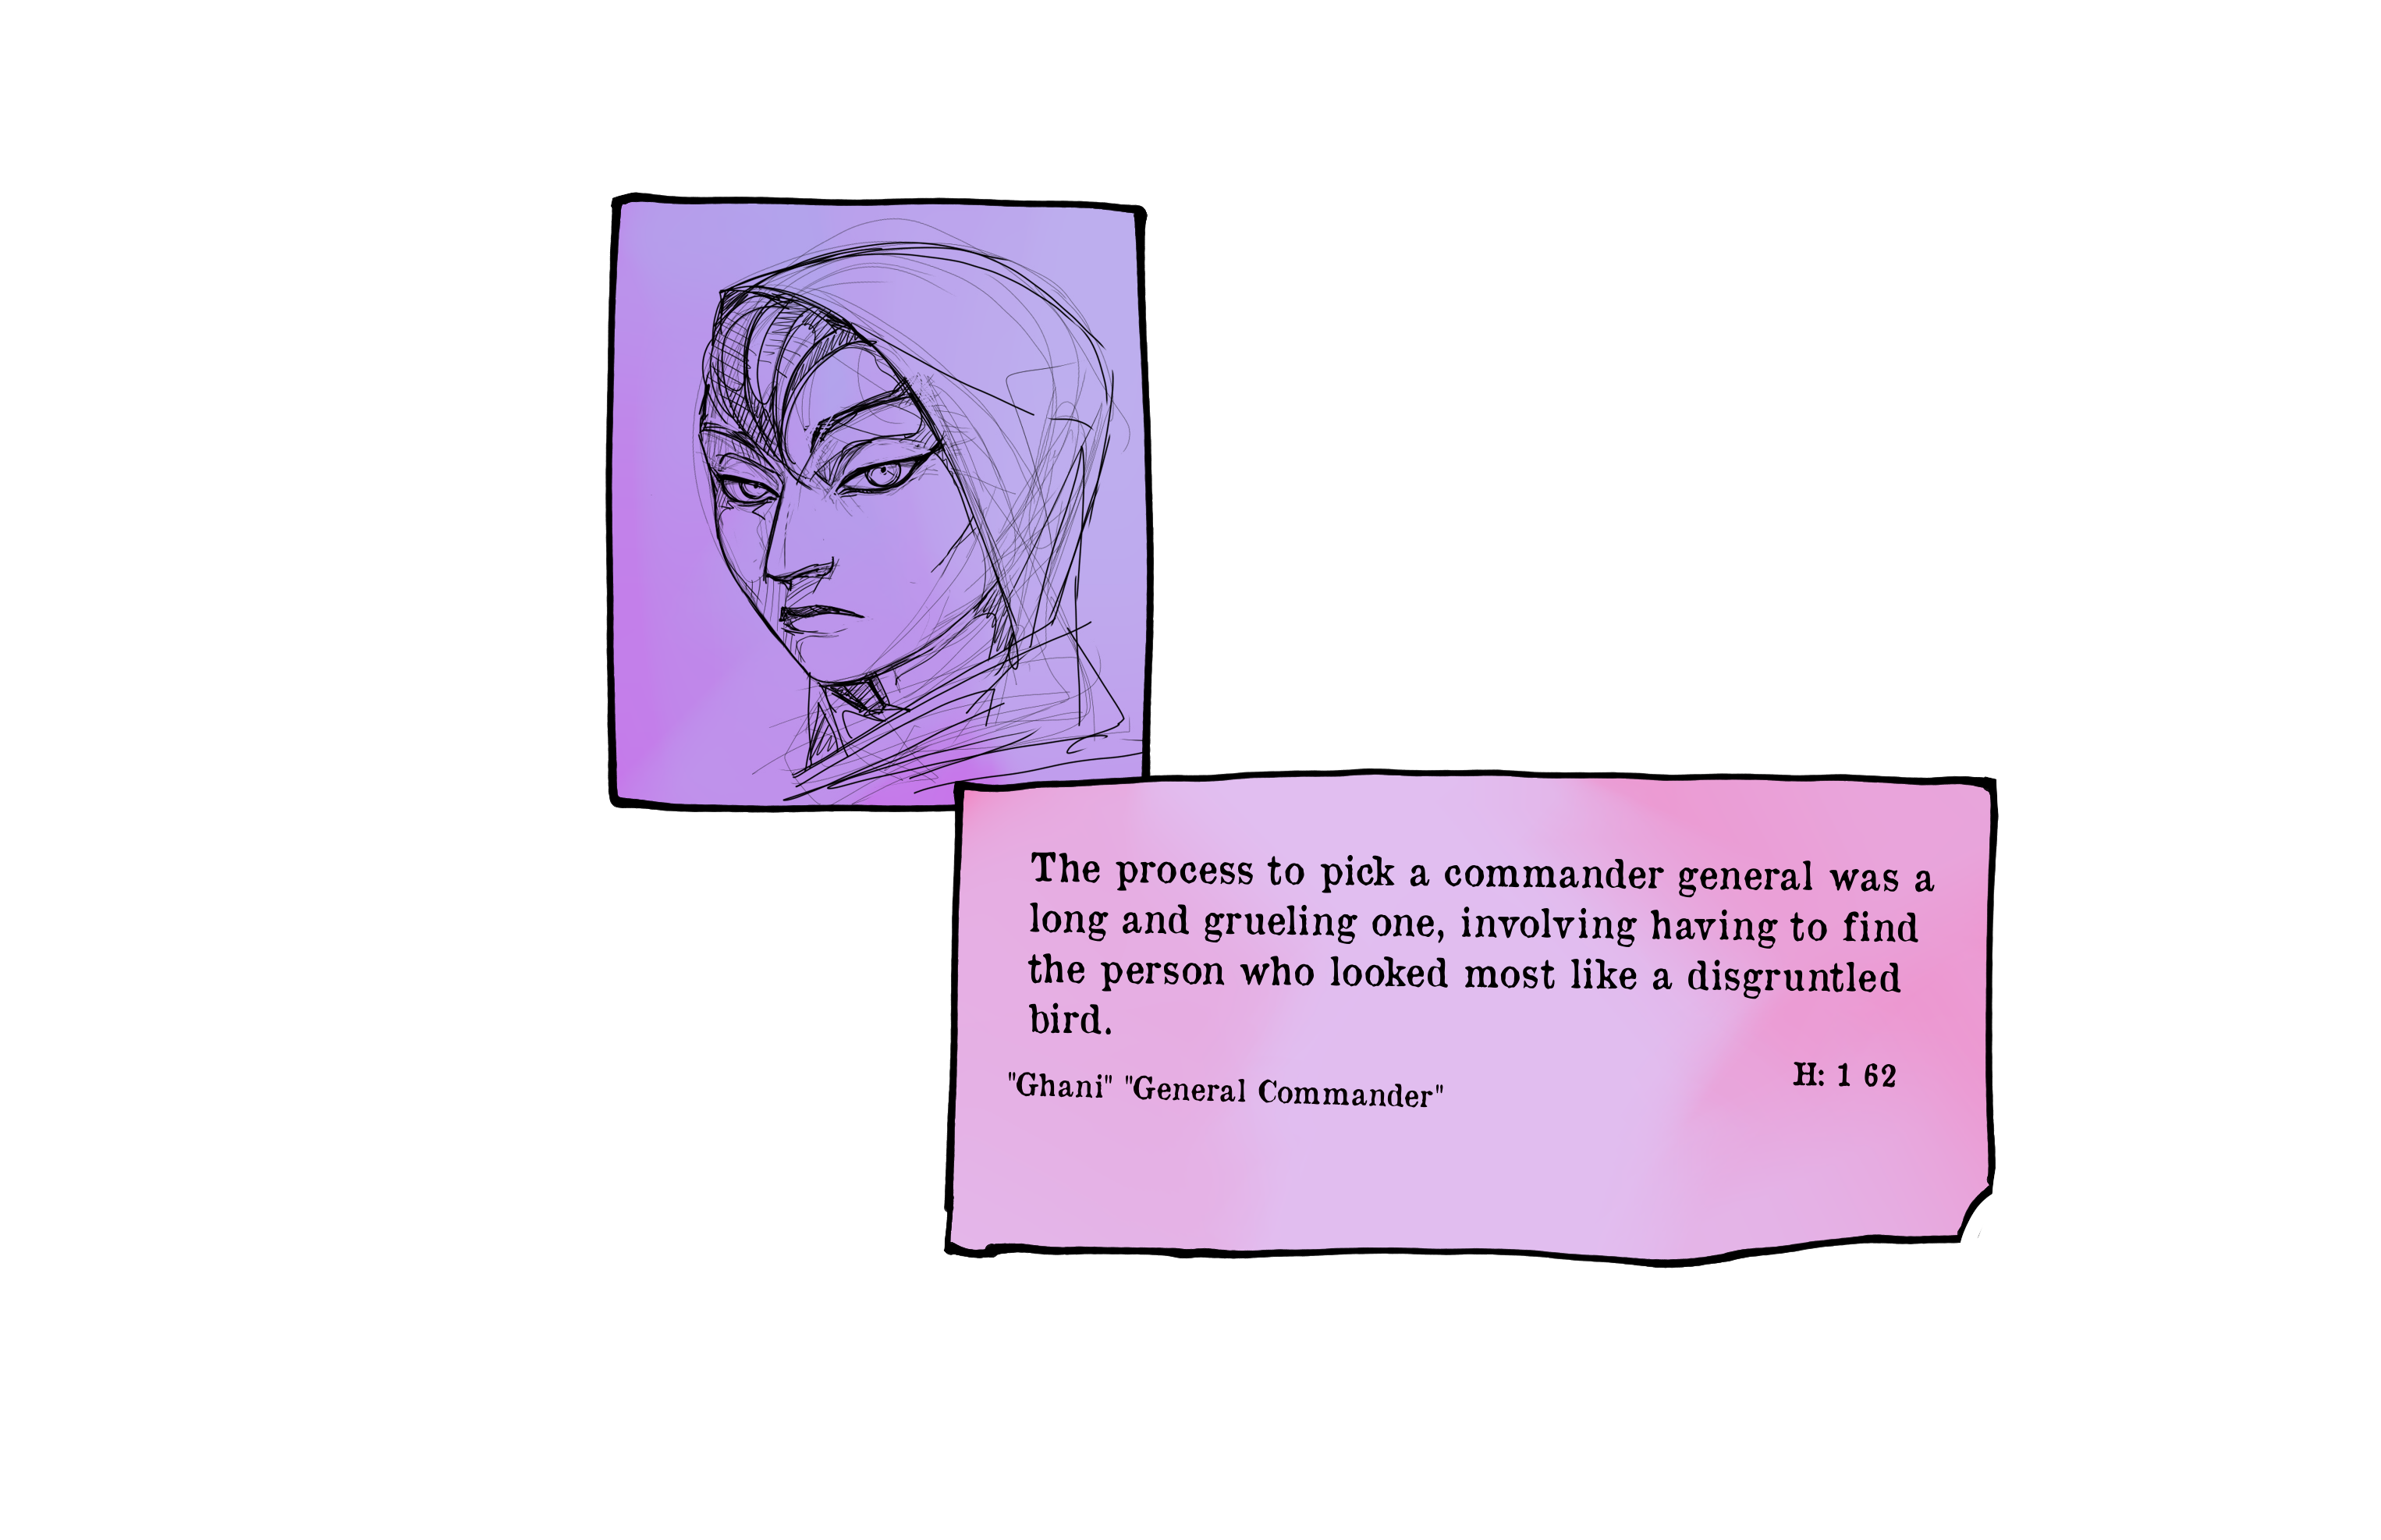 The process to pick a commander general was a
long and grueling one, involving having to find
the person who looked most like a disgruntled
bird.
"Ghani" "General Commander"
H: 1 62